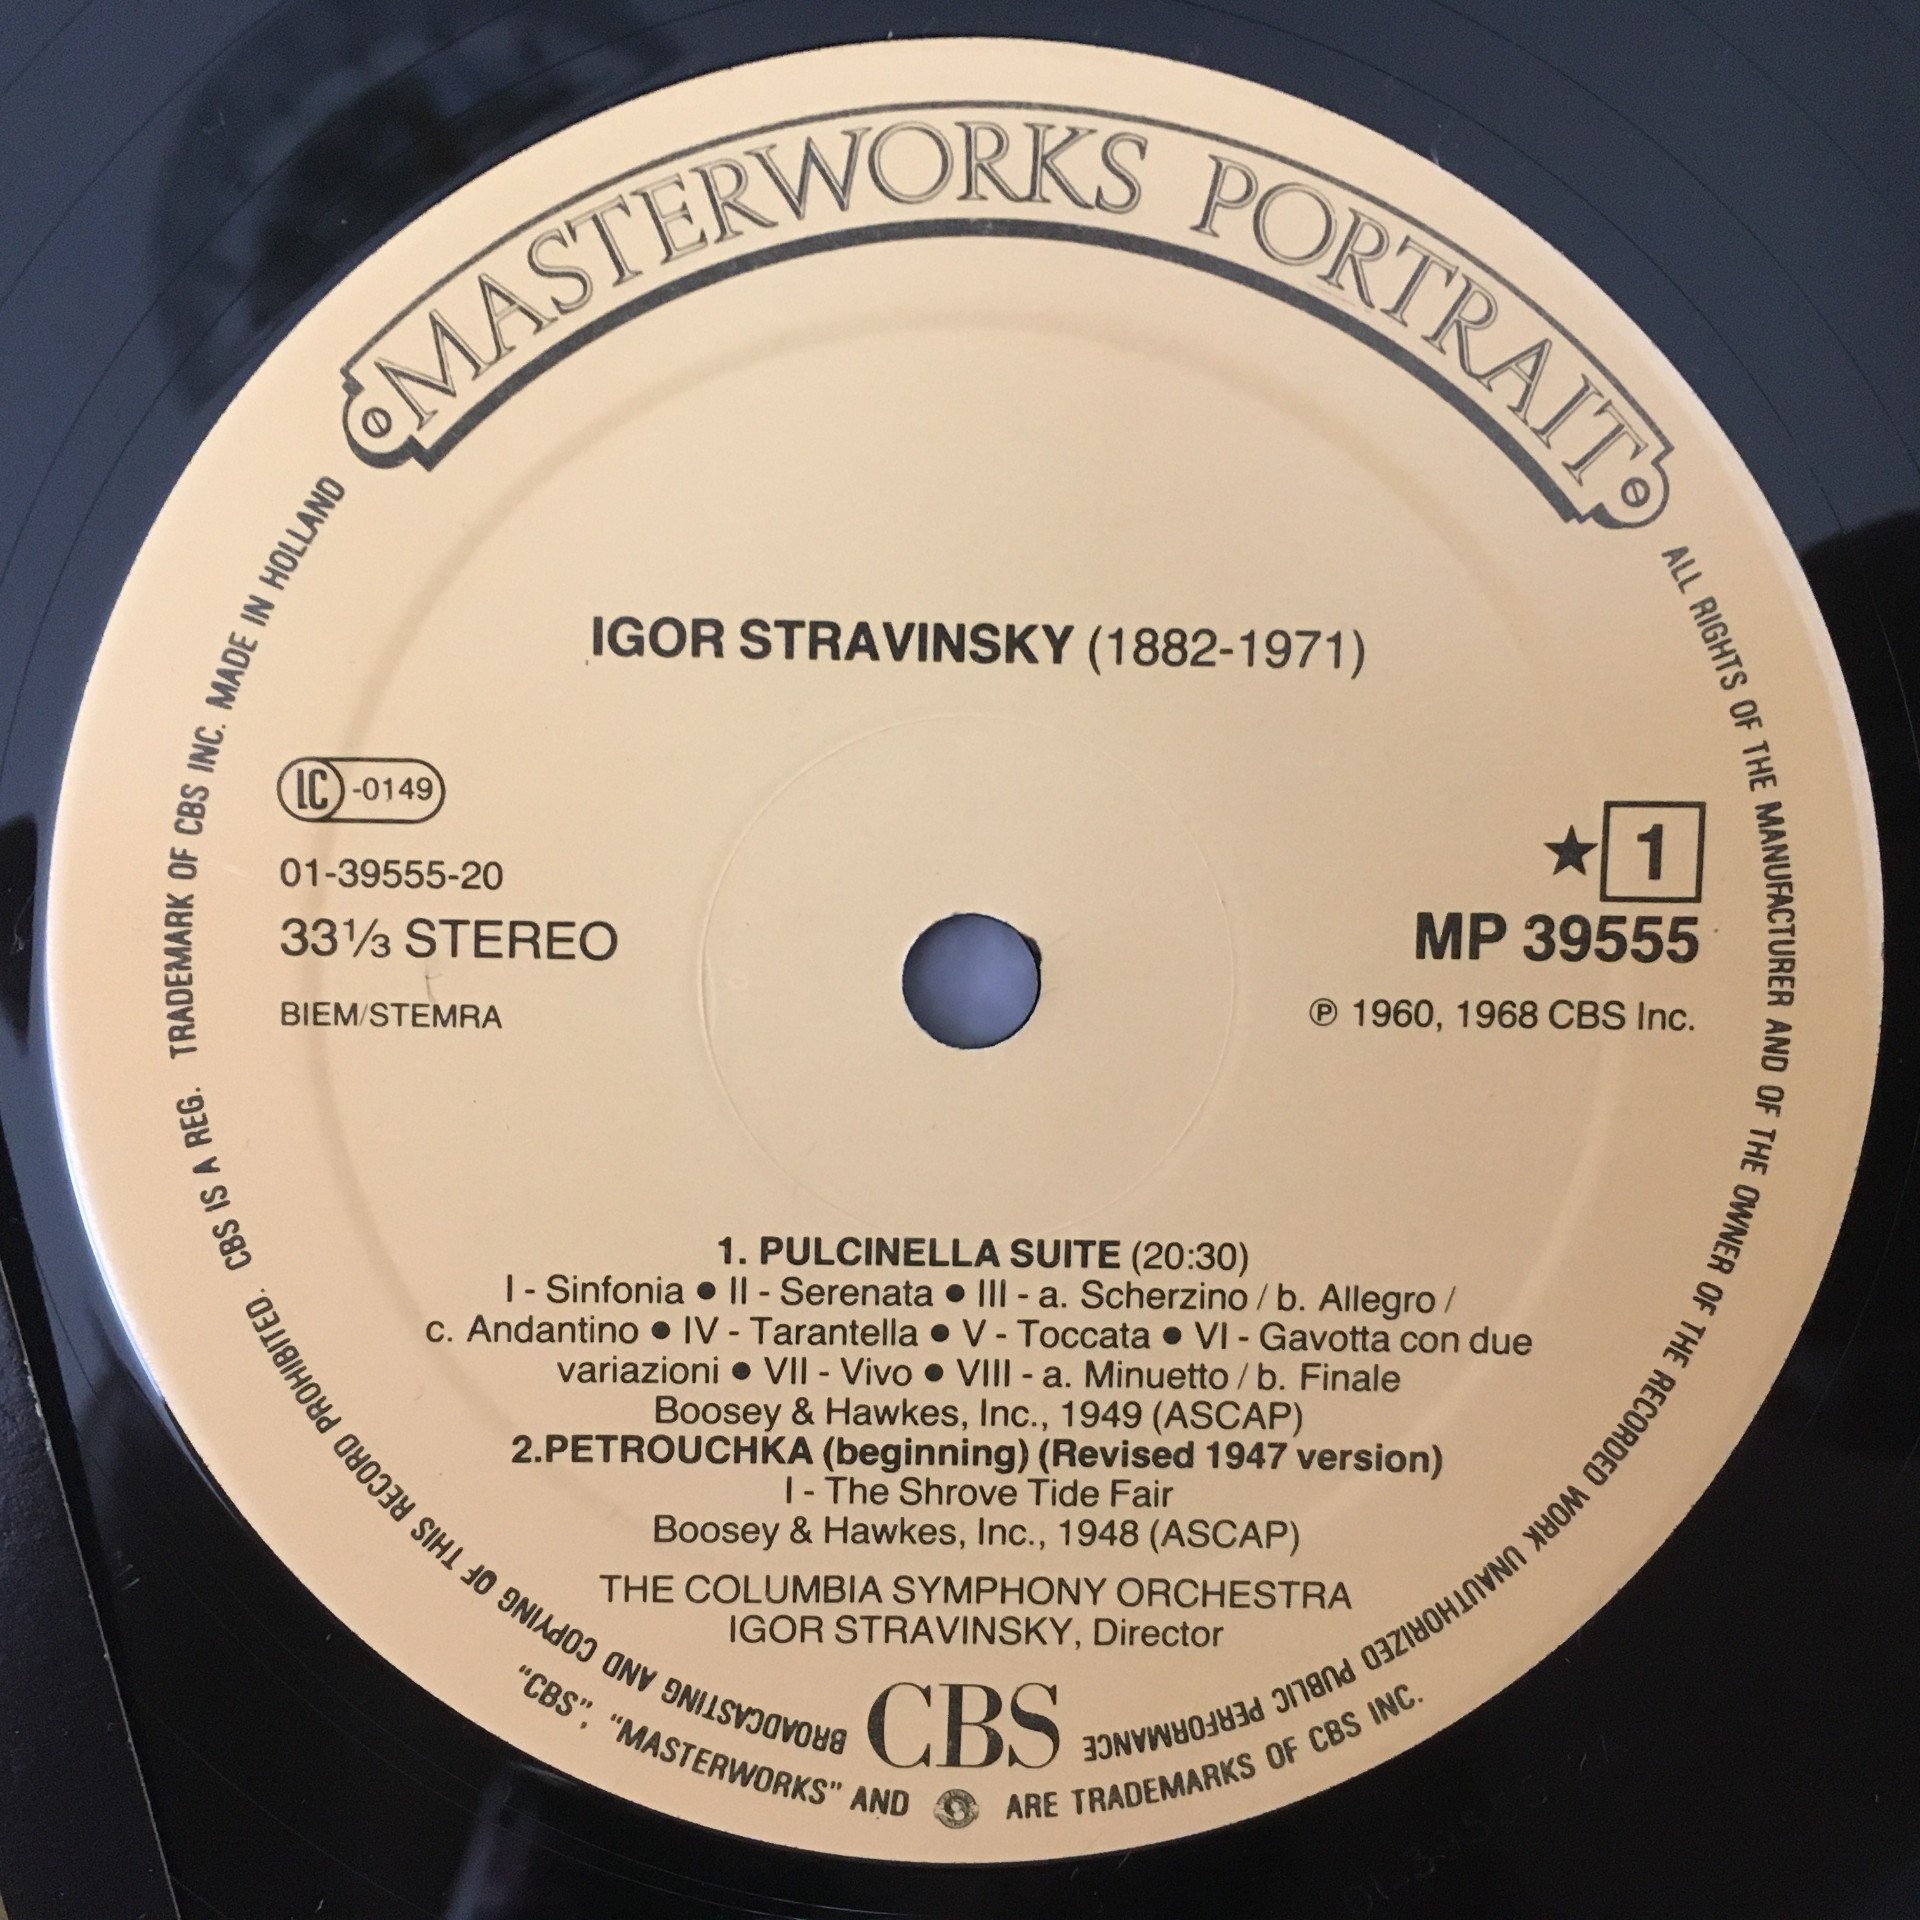 MASTERWORKS PORTRAIT
IGOR STRAVINSKY (1882-1971)
LC -0149
01-39555-20
33⅓ STEREO
BIEM/STEMRA
★ 1
MP 39555
℗ 1960, 1968 CBS Inc.
1. PULCINELLA SUITE (20:30)
I - Sinfonia ● II - Serenata ● III - a. Scherzino / b. Allegro /
c. Andantino ● IV - Tarantella ● V - Toccata ● VI - Gavotta con due
variazioni ● VII - Vivo ● VIII - a. Minuetto / b. Finale
Boosey & Hawkes, Inc., 1949 (ASCAP)
2.PETROUCHKA (beginning) (Revised 1947 version)
I - The Shrove Tide Fair
Boosey & Hawkes, Inc., 1948 (ASCAP)
THE COLUMBIA SYMPHONY ORCHESTRA
IGOR STRAVINSKY, Director
CBS
ALL RIGHTS OF THE MANUFACTURER AND OF THE OWNER OF THE RECORDED WORK UNAUTHORIZED PUBLIC PERFORMANCE
BROADCASTING AND COPYING OF THIS RECORD PROHIBITED. CBS IS A REG. TRADEMARK OF CBS INC. MADE IN HOLLAND
"CBS", "MASTERWORKS" AND ARE TRADEMARKS OF CBS INC.